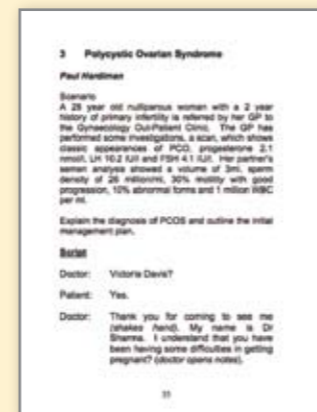 3 Polycystic Ovarian Syndrome
Paul Hardiman
Scenario
A 28 year old nulliparous woman with a 2 year
history of primary infertility is referred by her GP to
the Gynaecology Out-Patient Clinic. The GP has
performed some investigations, a scan, which shows
classic appearances of PCO, progesterone 2.1
nmol/l, LH 10.2 IU/l and FSH 4.1 IU/l. Her partner's
semen analysis showed a volume of 3ml, sperm
density of 26 million/ml, 30% motility with good
progression, 10% abnormal forms and 1 million WBC
per ml.
Explain the diagnosis of PCOS and outline the initial
management plan.
Script
Doctor: Victoria Davis?
Patient: Yes.
Doctor: Thank you for coming to see me
(shakes hand). My name is Dr
Sharma. I understand that you have
been having some difficulties in getting
pregnant? (doctor opens notes).